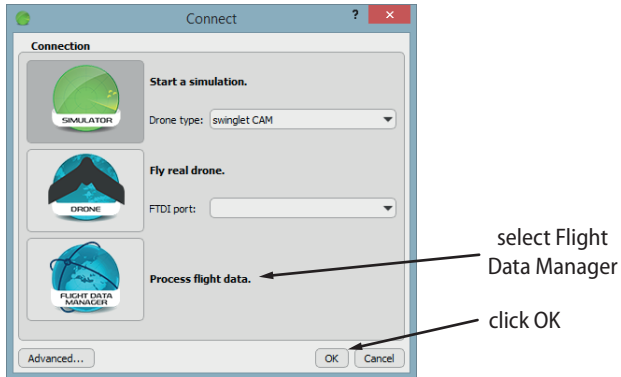 Connect
?
×
Connection
SIMULATOR
Start a simulation.
Drone type: swinglet CAM
DRONE
Fly real drone.
FTDI port:
FLIGHT DATA
MANAGER
Process flight data.
select Flight
Data Manager
click OK
Advanced...
OK
Cancel